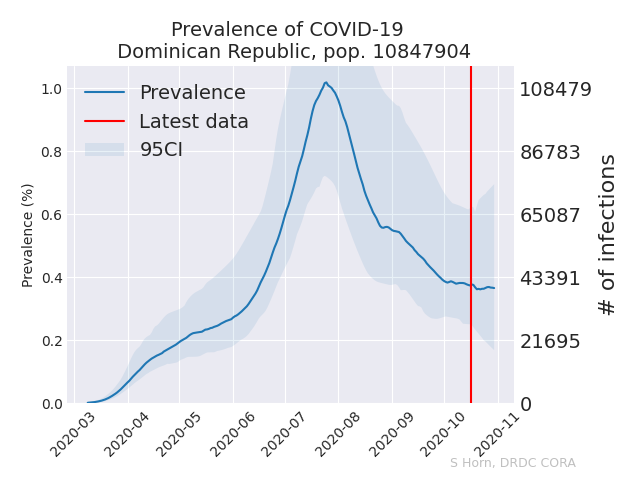 Prevalence of COVID-19
Dominican Republic, pop. 10847904
Prevalence
Latest data
95CI
Prevalence (%)
1.0
0.8
0.6
0.4
0.2
0.0
108479
86783
65087
43391
21695
0
# of infections
2020-03
2020-04
2020-05
2020-06
2020-07
2020-08
2020-09
2020-10
2020-11
S Horn, DRDC CORA